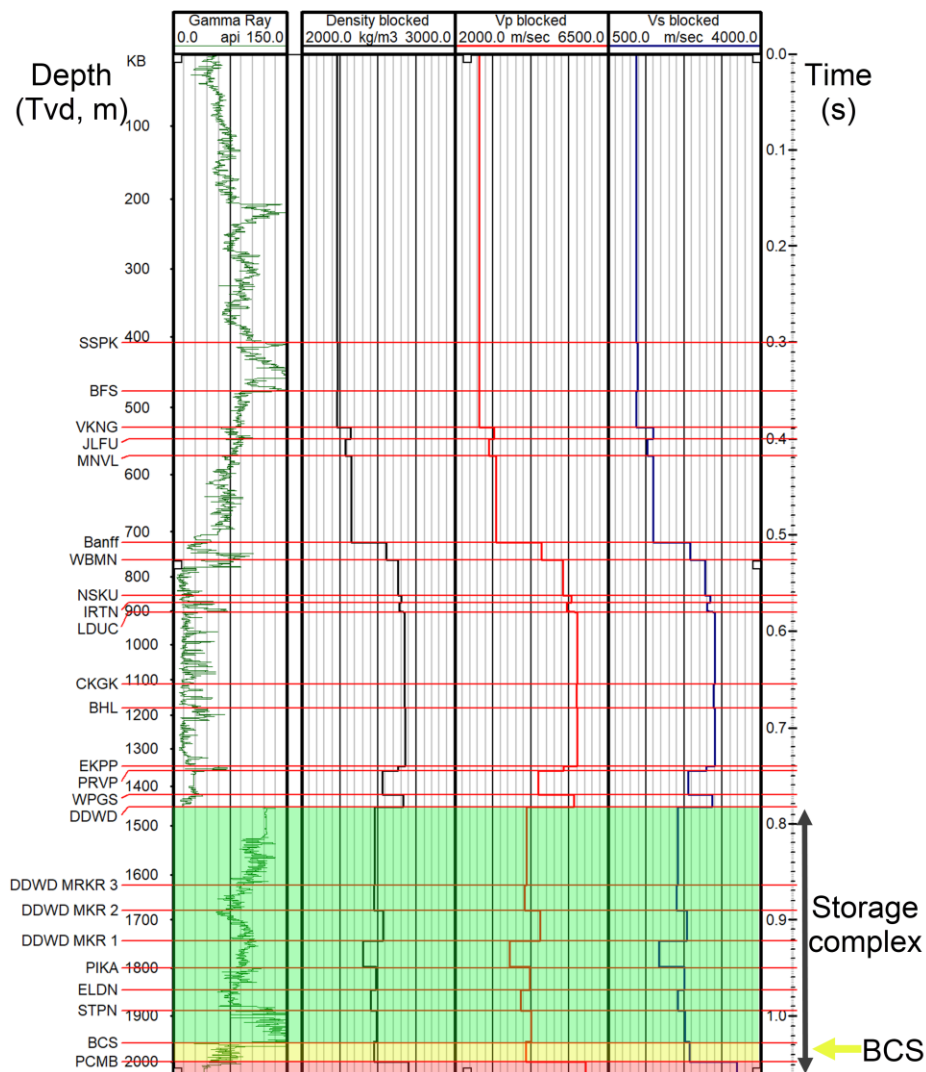 Gamma Ray
0.0 api 150.0
Density blocked
2000.0 kg/m3 3000.0
Vp blocked
2000.0 m/sec 6500.0
Vs blocked
500.0 m/sec 4000.0
Depth
(Tvd, m)
Time
(s)
KB
0.0
100
0.1
200
0.2
300
400
SSPK
0.3
BFS
500
VKNG
JLFU
0.4
MNVL
600
700
Banff
0.5
WBMN
800
NSKU
IRTN
900
LDUC
0.6
1000
CKGK
1100
BHL
1200
0.7
1300
EKPP
PRVP
1400
WPGS
DDWD
1500
0.8
1600
DDWD MRKR 3
DDWD MKR 2
1700
0.9
DDWD MKR 1
PIKA
1800
ELDN
STPN
1900
1.0
BCS
PCMB
2000
Storage
complex
BCS